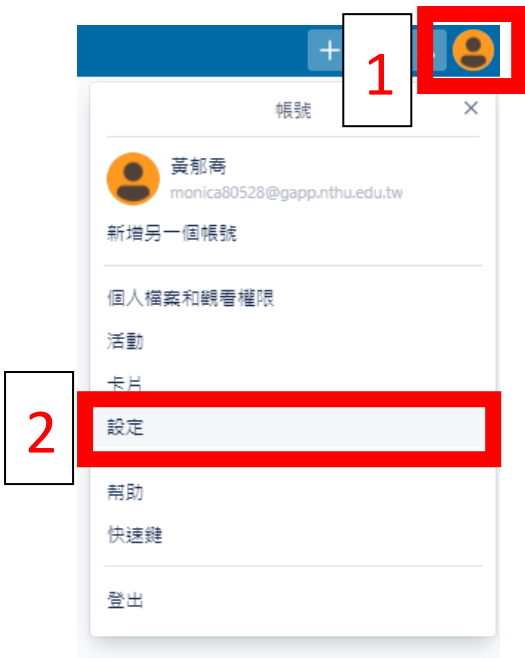 1
帳號
黃郁喬
monica80528@gapp.nthu.edu.tw
新增另一個帳號
個人檔案和觀看權限
活動
卡片
2
設定
幫助
快速鍵
登出